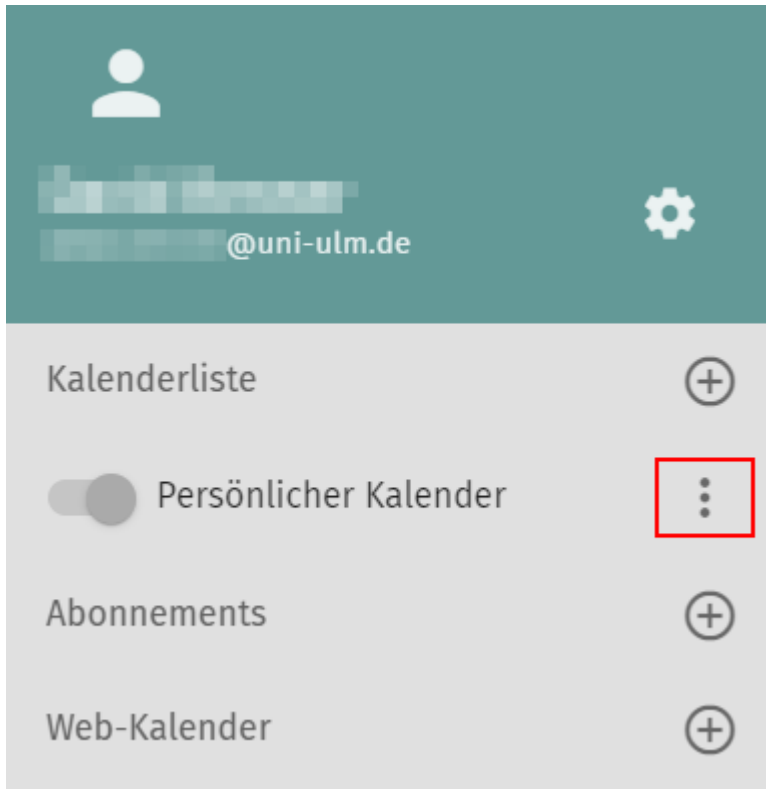 @uni-ulm.de
Kalenderliste
Persönlicher Kalender
Abonnements
Web-Kalender